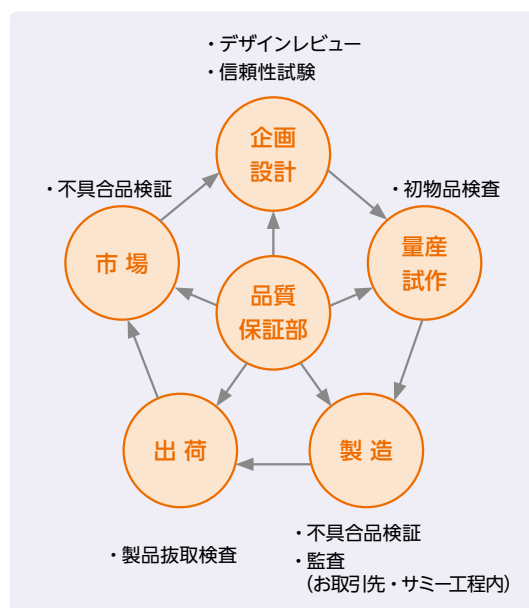 ・デザインレビュー
・信頼性試験
企画
設計
・不具合品検証
・初物品検査
市場
量産
試作
品質
保証部
出荷
製造
・製品抜取検査
・不具合品検証
・監査
(お取引先・サミー工程内)